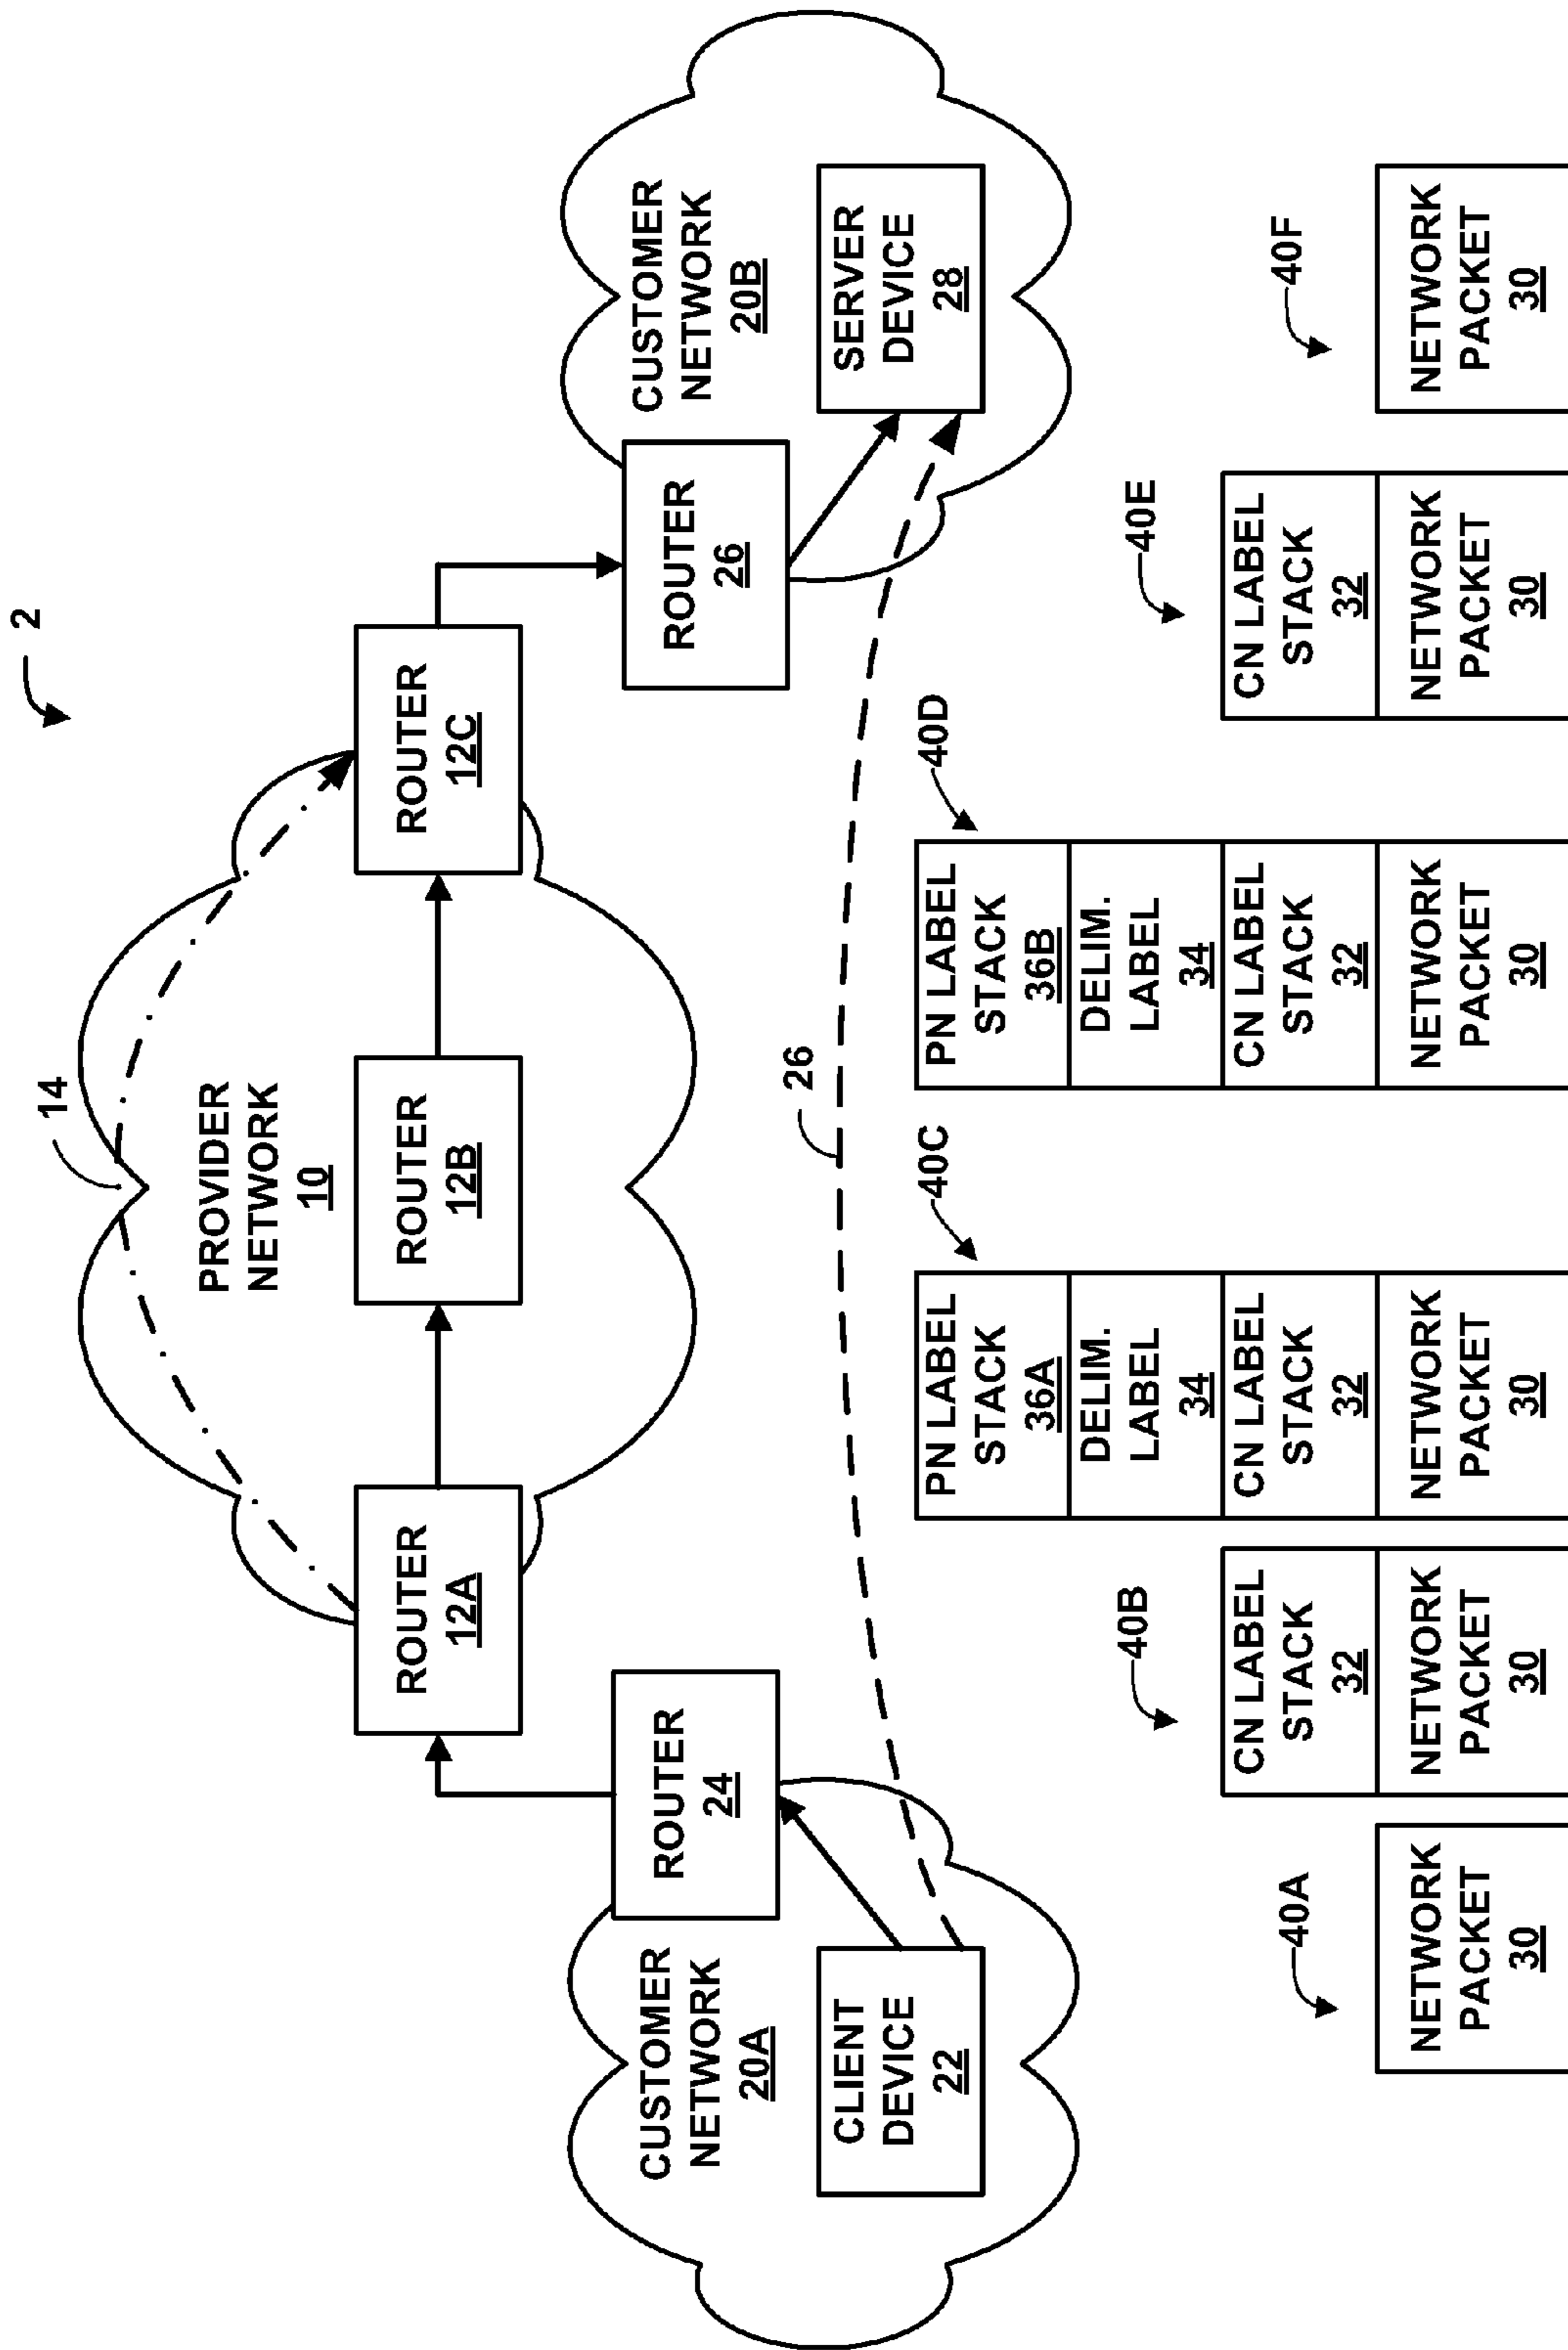 2
14
PROVIDER
NETWORK
10
ROUTER
12A
ROUTER
12B
ROUTER
12C
ROUTER
24
ROUTER
26
CUSTOMER
NETWORK
20A
CUSTOMER
NETWORK
20B
CLIENT
DEVICE
22
SERVER
DEVICE
28
26
40A
NETWORK
PACKET
30
40B
CN LABEL
STACK
32
NETWORK
PACKET
30
40C
PN LABEL
STACK
36A
DELIM.
LABEL
34
CN LABEL
STACK
32
NETWORK
PACKET
30
40D
PN LABEL
STACK
36B
DELIM.
LABEL
34
CN LABEL
STACK
32
NETWORK
PACKET
30
40E
CN LABEL
STACK
32
NETWORK
PACKET
30
40F
NETWORK
PACKET
30